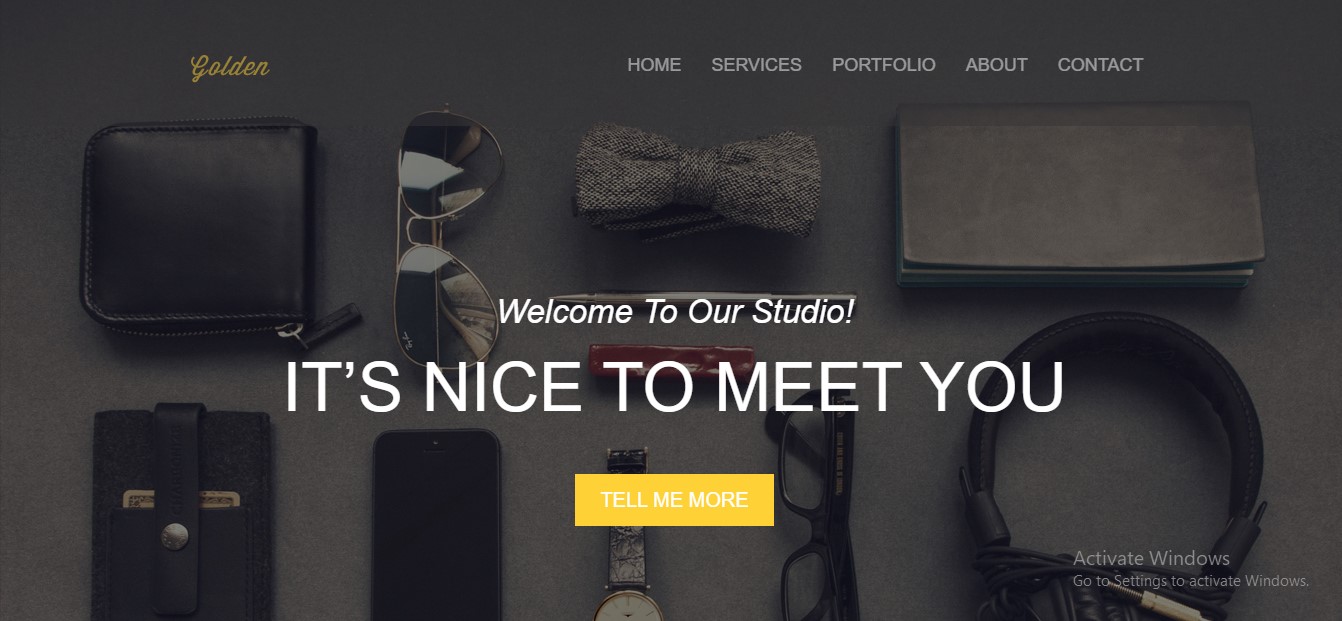 Golden
HOME SERVICES PORTFOLIO ABOUT CONTACT
Welcome To Our Studio!
IT’S NICE TO MEET YOU
TELL ME MORE
Activate Windows
Go to Settings to activate Windows.